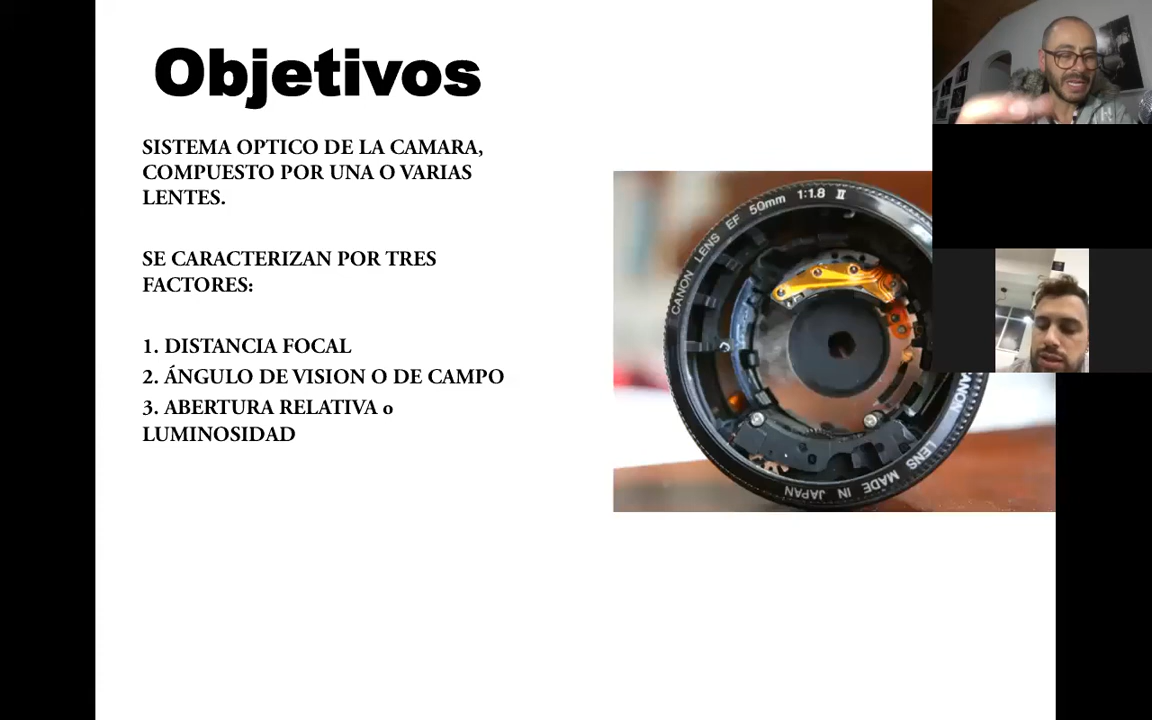 Objetivos
SISTEMA OPTICO DE LA CAMARA,
COMPUESTO POR UNA O VARIAS
LENTES.
SE CARACTERIZAN POR TRES
FACTORES:
1. DISTANCIA FOCAL
2. ÁNGULO DE VISION O DE CAMPO
3. ABERTURA RELATIVA o
LUMINOSIDAD
CANON LENS EF 50mm 1:1.8 II
CANON LENS MADE IN JAPAN